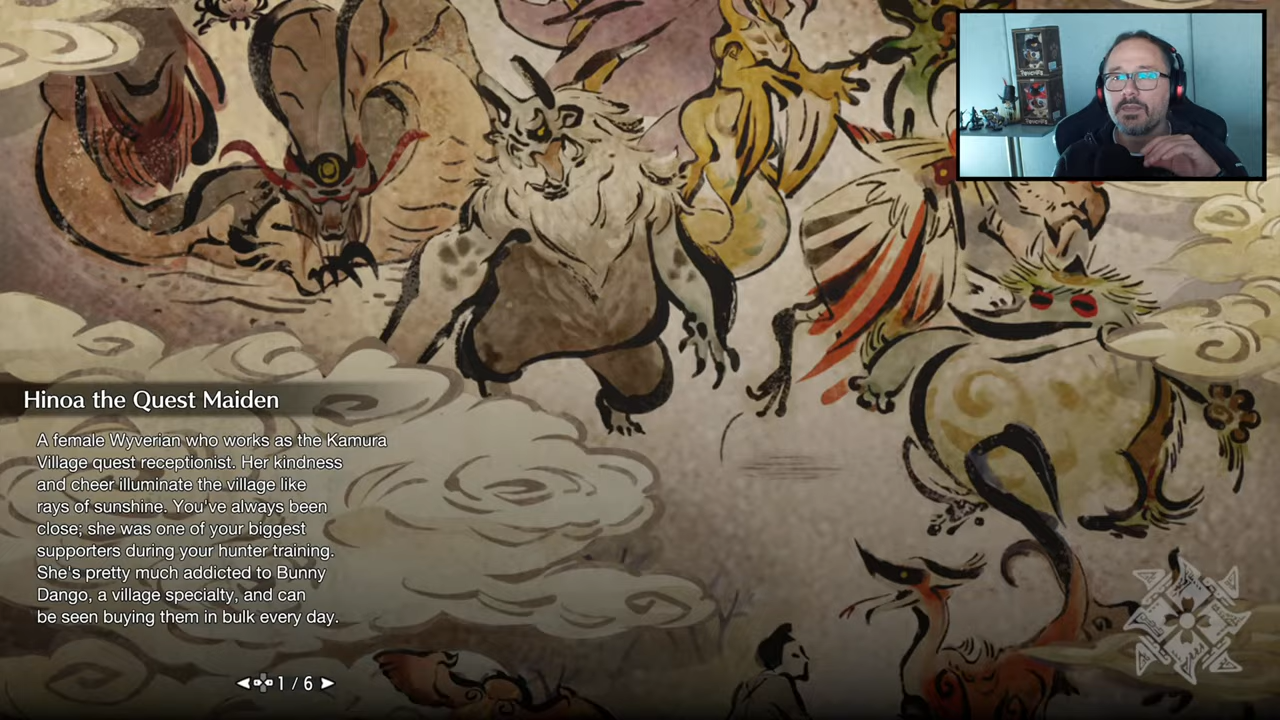 Hinoa the Quest Maiden
A female Wyverian who works as the Kamura
Village quest receptionist. Her kindness
and cheer illuminate the village like
rays of sunshine. You've always been
close; she was one of your biggest
supporters during your hunter training.
She's pretty much addicted to Bunny
Dango, a village specialty, and can
be seen buying them in bulk every day.
1 / 6